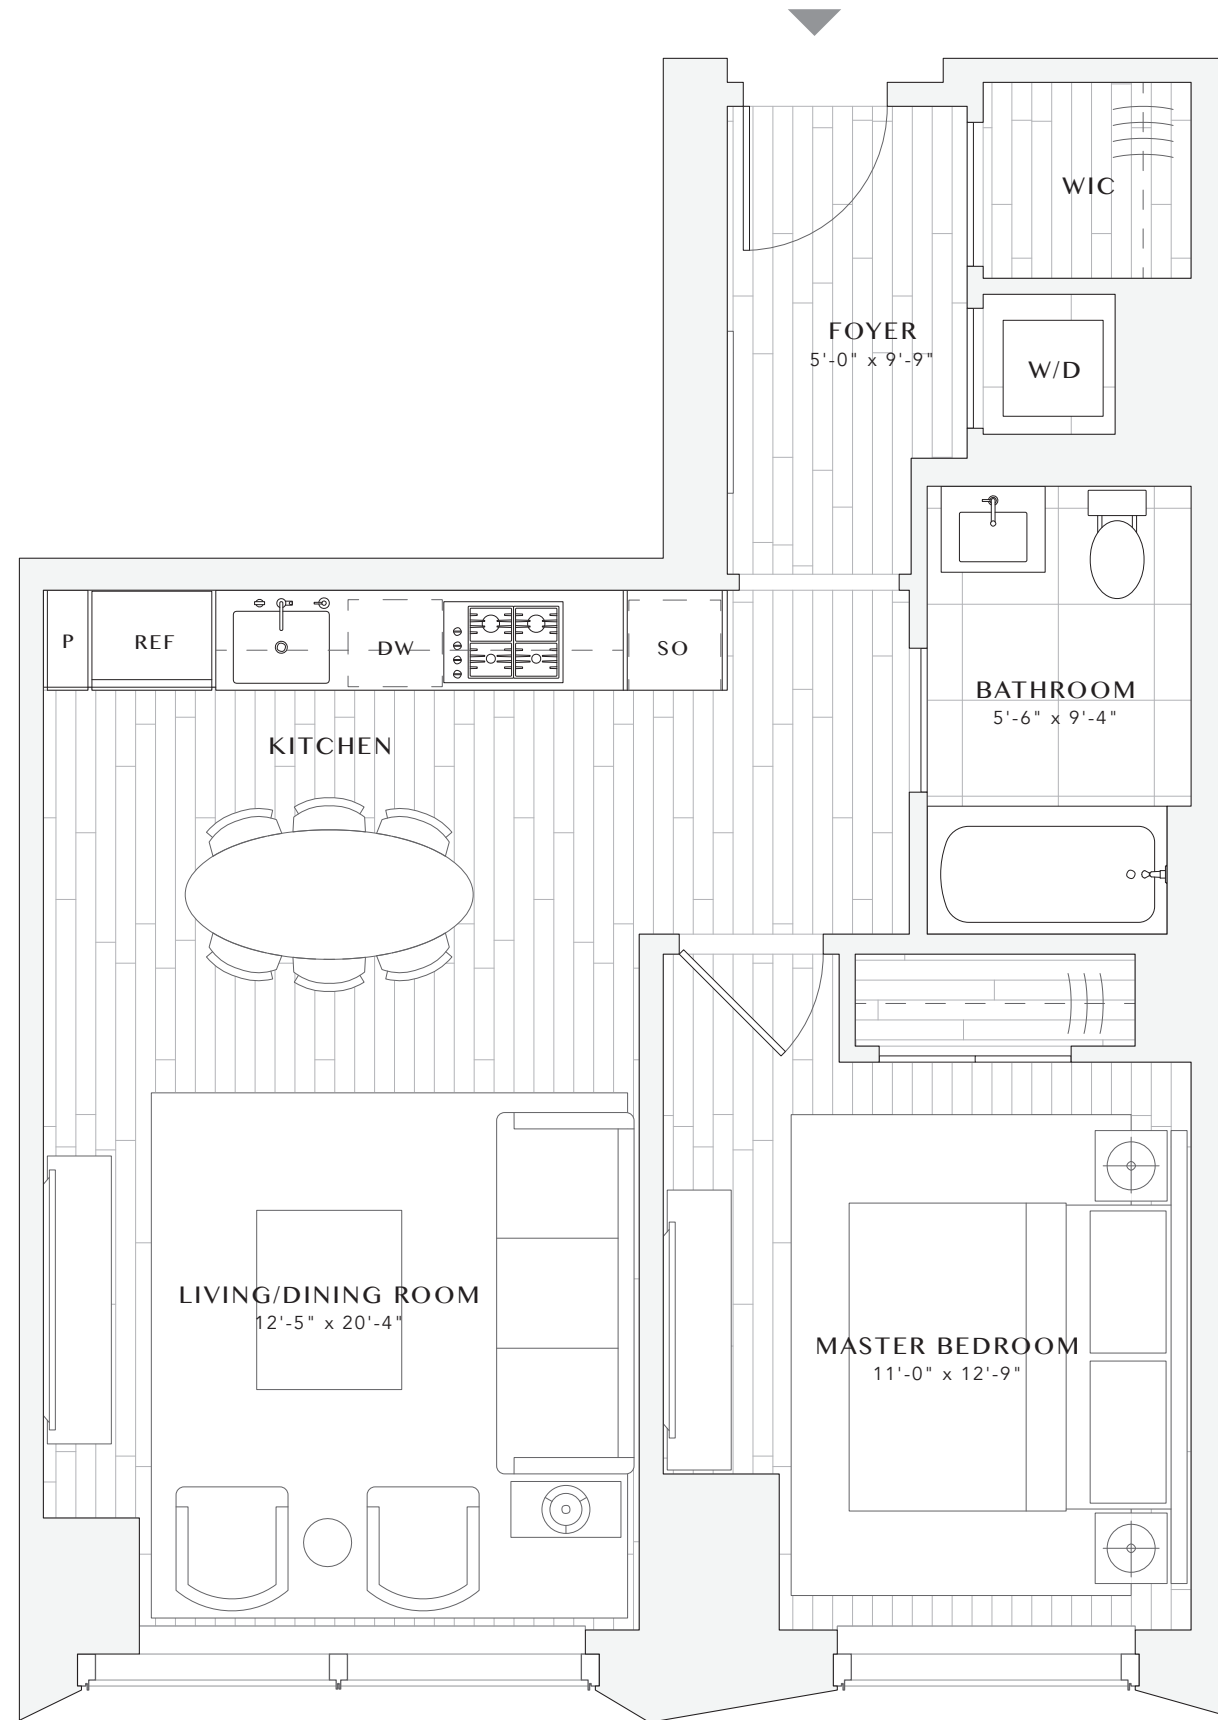 WIC
FOYER
5'-0" x 9'-9"
W/D
P
REF
DW
SO
KITCHEN
BATHROOM
5'-6" x 9'-4"
LIVING/DINING ROOM
12'-5" x 20'-4"
MASTER BEDROOM
11'-0" x 12'-9"